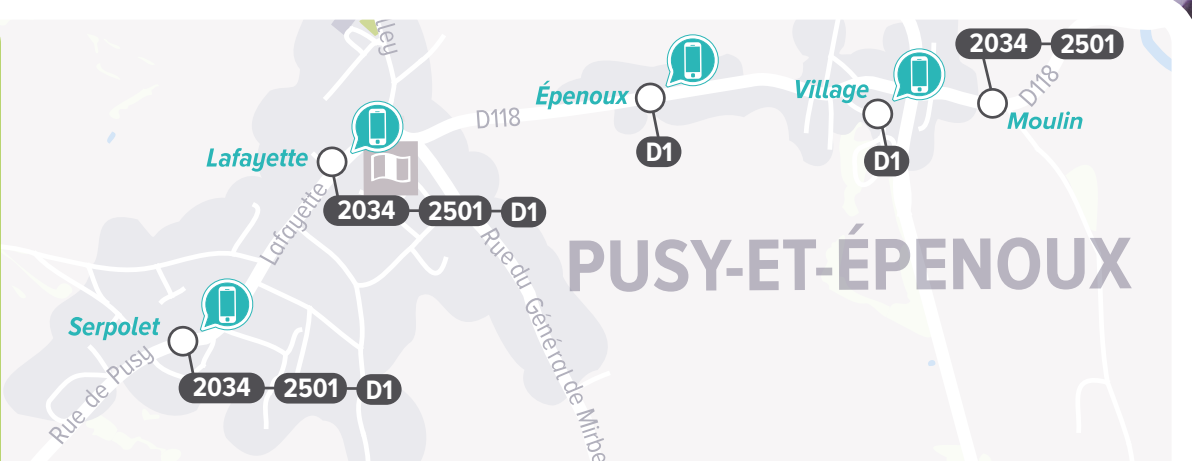 2034 2501
D118
Moulin
Village
D1
Épenoux
D1
D118
Lafayette
2034 2501 D1
Lafayette
Rue du Général de Mirbe
PUSY-ET-ÉPENOUX
Serpolet
2034 2501 D1
Rue de Pusy